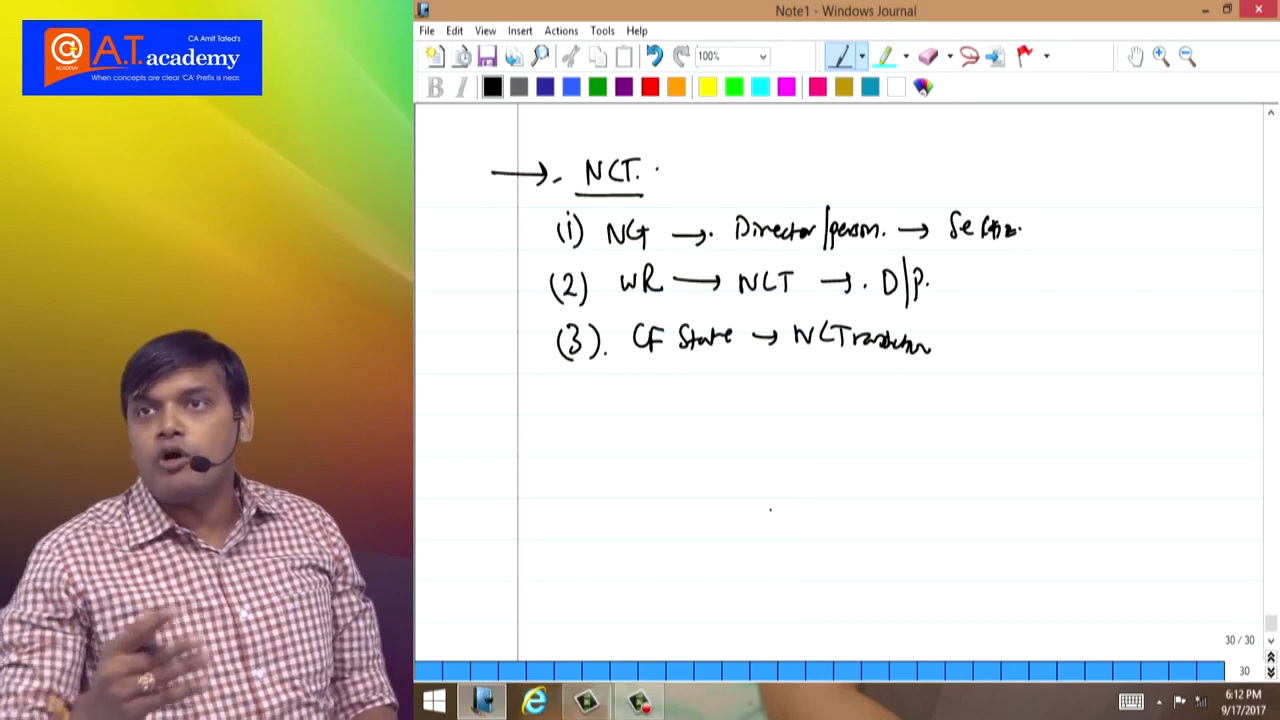 CA Amit Tated's
@ A.T. academy
ACADEMY
When concepts are clear 'CA' Prefix is near.
Note1 - Windows Journal
File Edit View Insert Actions Tools Help
100%
B I
→ . NCT.
(i) NCT → Director/person. →
(2) WR → NCT → . D/P.
(3). CF State → NCTransaction
30 / 30
30
6:12 PM
9/17/2017